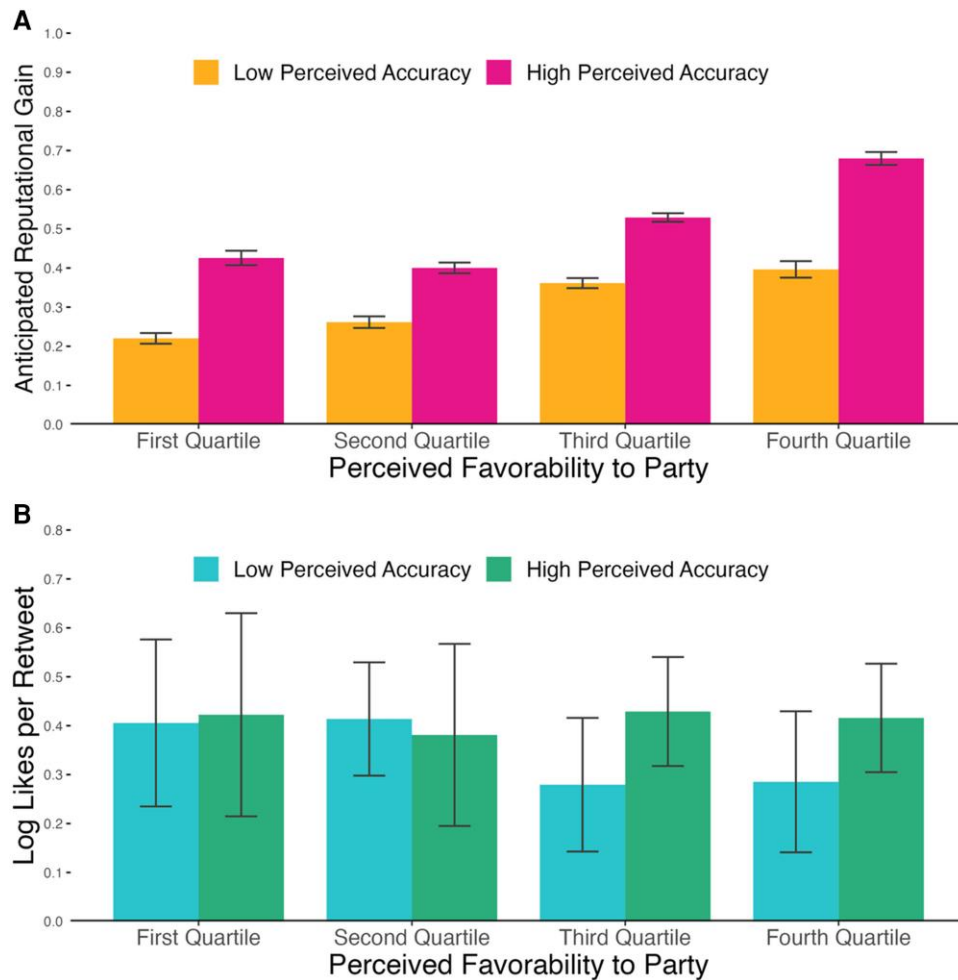 A
Anticipated Reputational Gain
1.0
0.9
0.8
0.7
0.6
0.5
0.4
0.3
0.2
0.1
0.0
Low Perceived Accuracy High Perceived Accuracy
First Quartile Second Quartile Third Quartile Fourth Quartile
Perceived Favorability to Party
B
Log Likes per Retweet
0.8
0.7
0.6
0.5
0.4
0.3
0.2
0.1
0.0
Low Perceived Accuracy High Perceived Accuracy
First Quartile Second Quartile Third Quartile Fourth Quartile
Perceived Favorability to Party